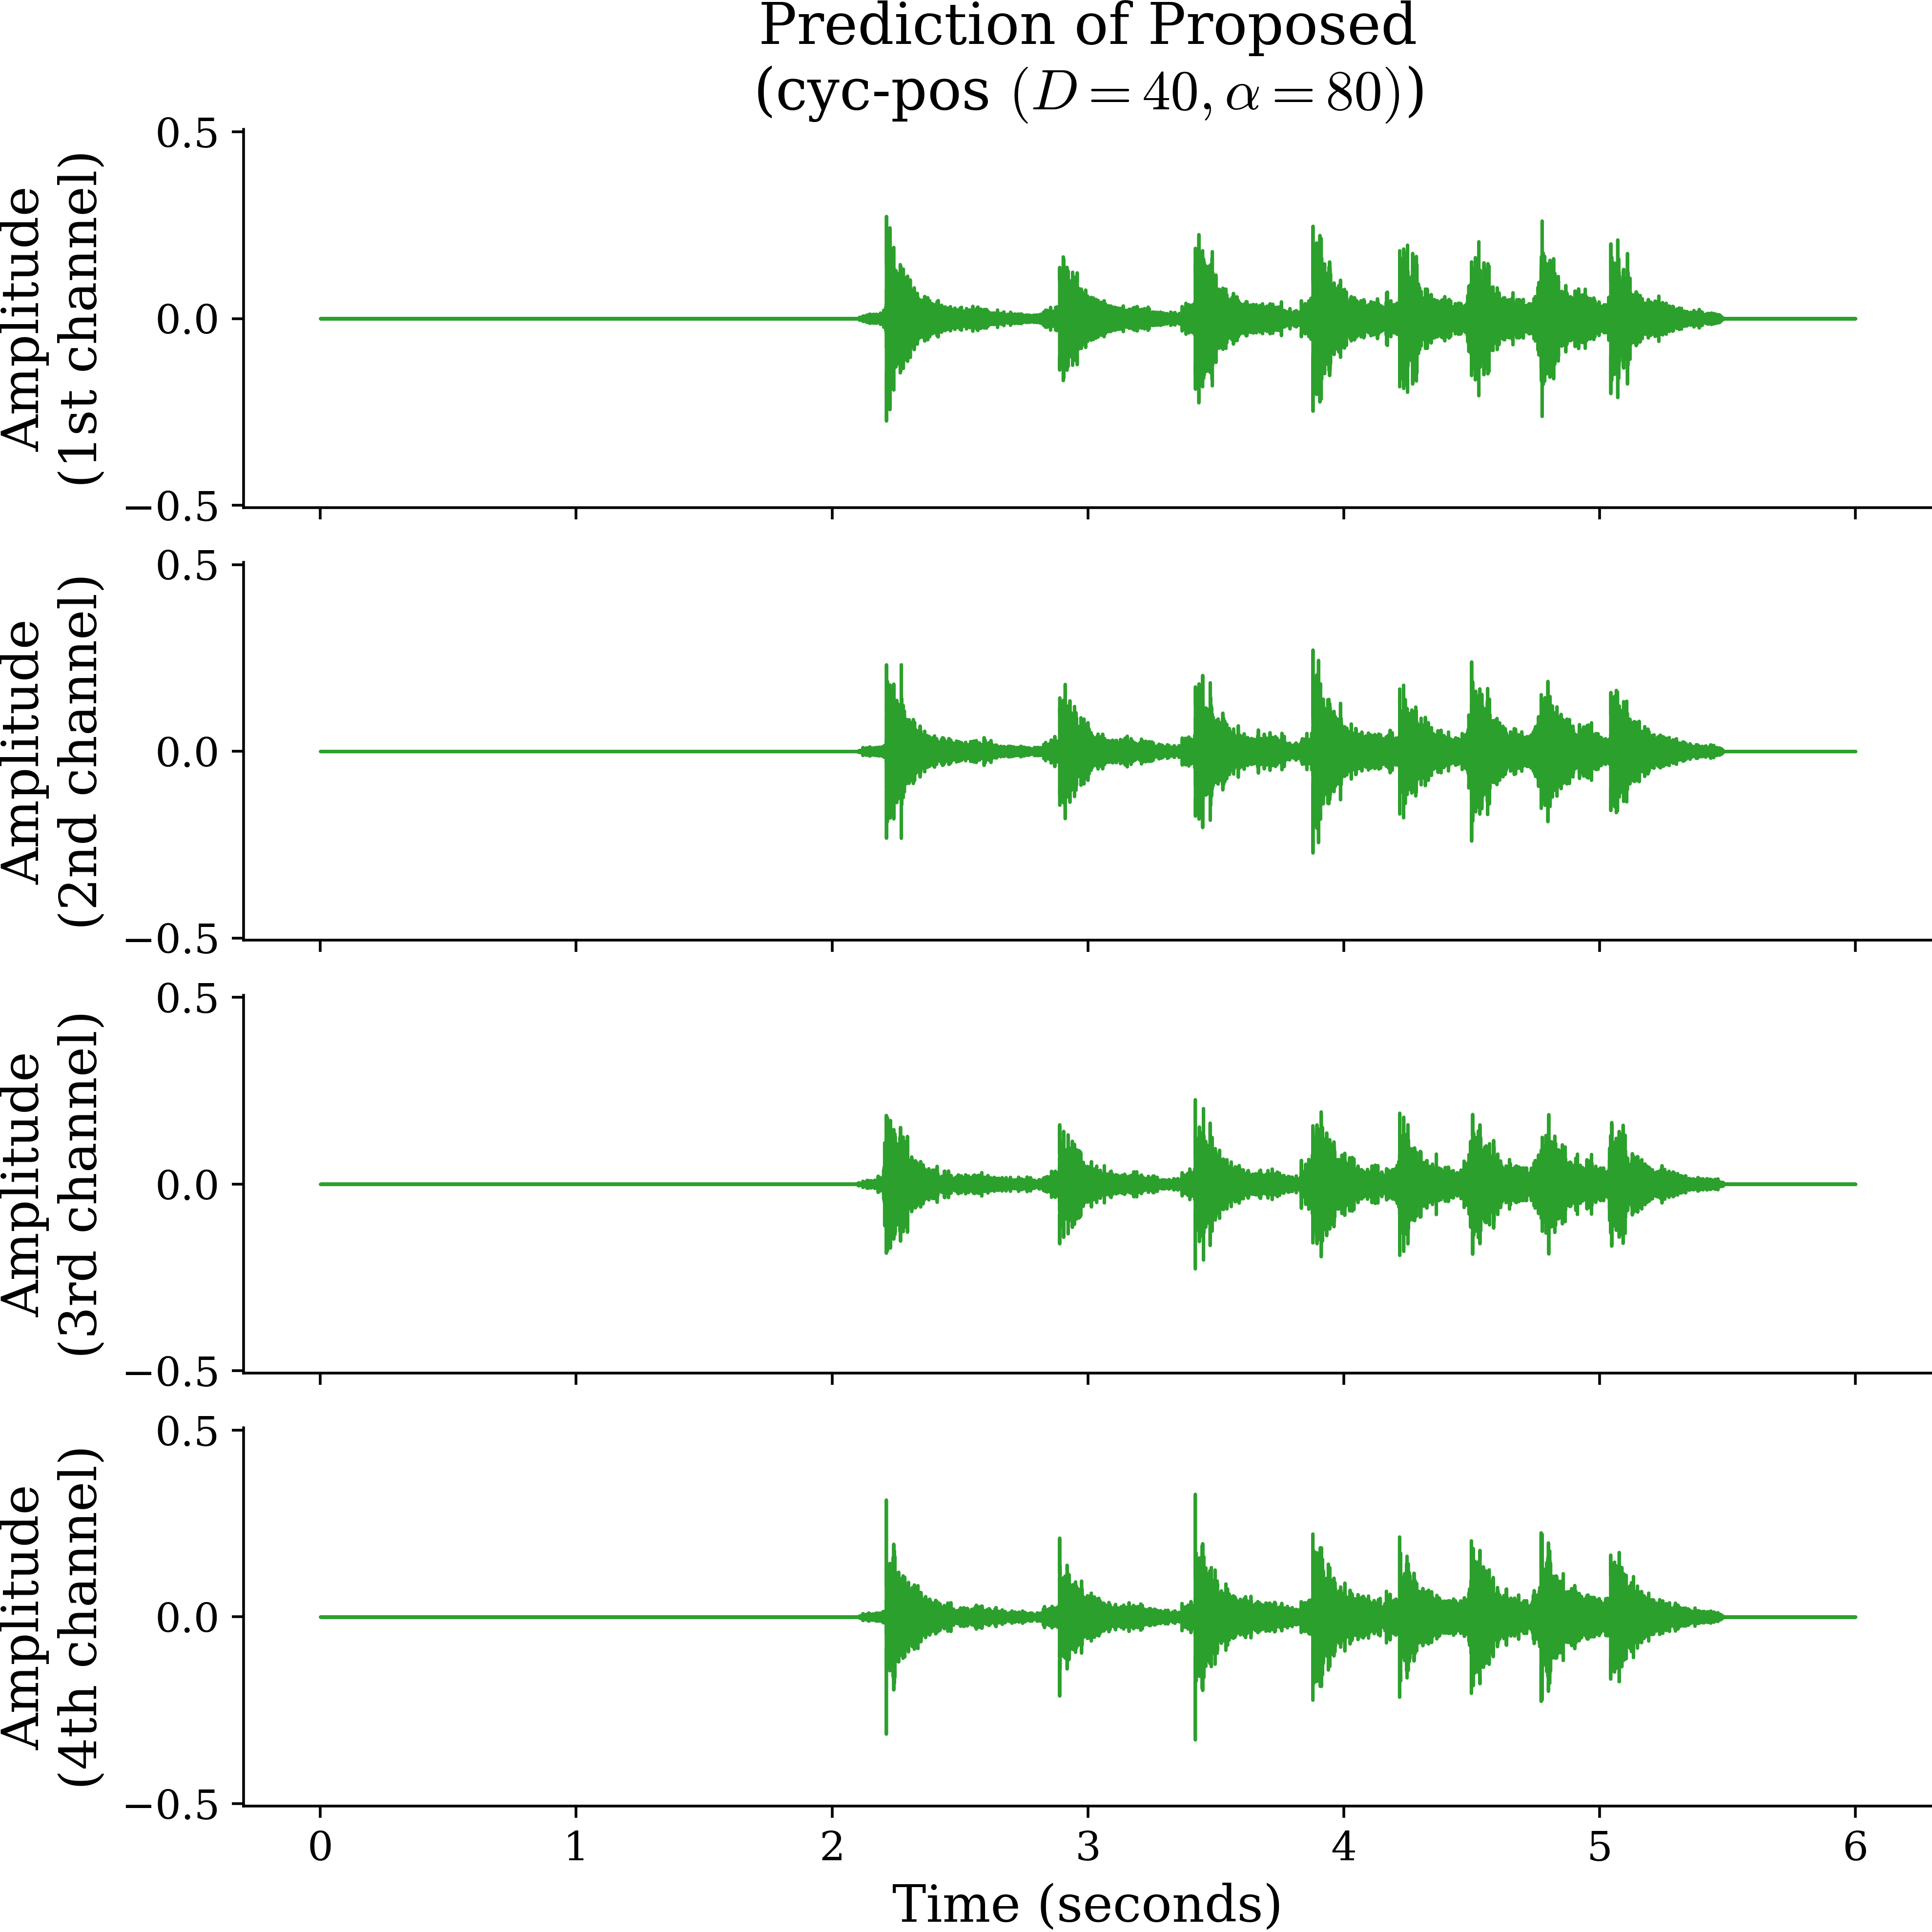 Prediction of Proposed
(cyc-pos (D = 40, α = 80))
0.5
0.0
−0.5
Amplitude
(1st channel)
0.5
0.0
−0.5
Amplitude
(2nd channel)
0.5
0.0
−0.5
Amplitude
(3rd channel)
0.5
0.0
−0.5
Amplitude
(4th channel)
0 1 2 3 4 5 6
Time (seconds)